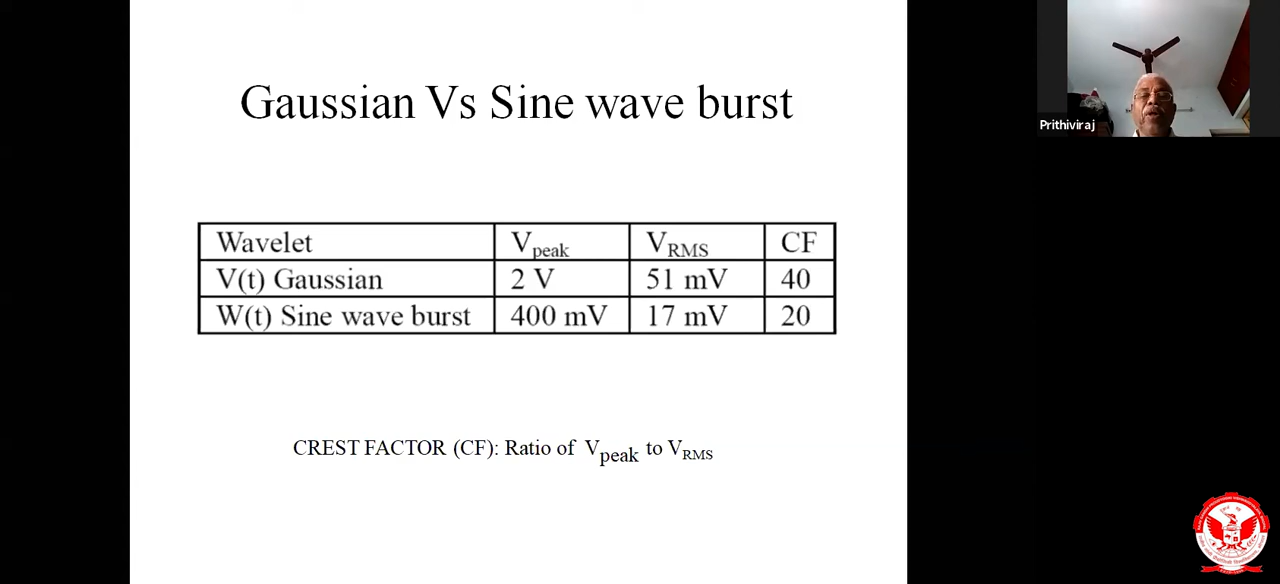 Gaussian Vs Sine wave burst
Wavelet Vpeak VRMS CF
V(t) Gaussian 2 V 51 mV 40
W(t) Sine wave burst 400 mV 17 mV 20
CREST FACTOR (CF): Ratio of Vpeak to VRMS
Prithiviraj